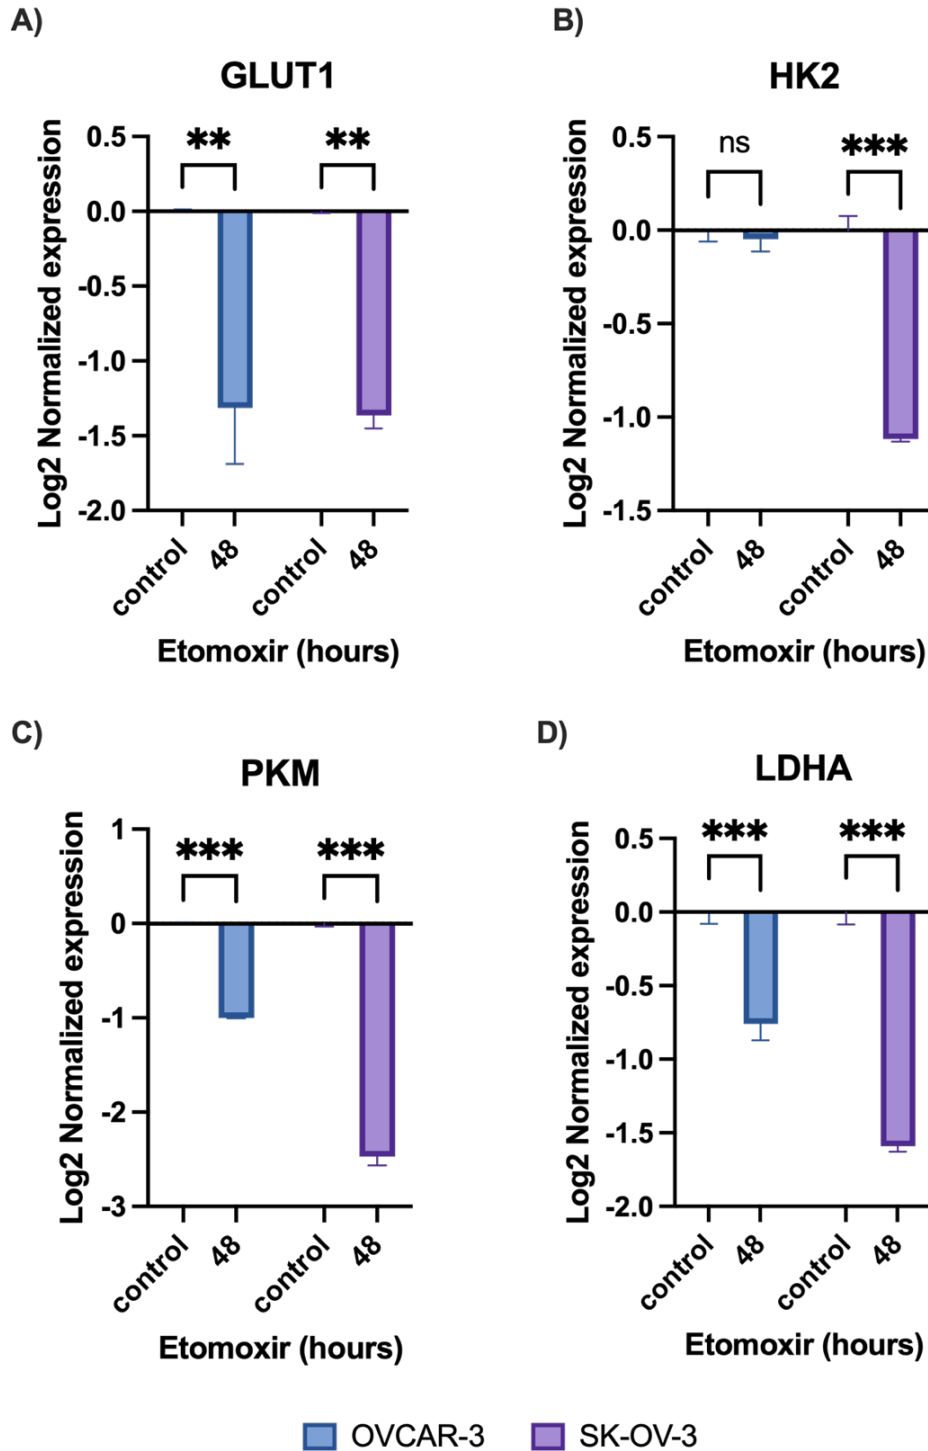 A)
GLUT1
Log2 Normalized expression
0.5
0.0
-0.5
-1.0
-1.5
-2.0
** **
control 48 control 48
Etomoxir (hours)
B)
HK2
Log2 Normalized expression
0.5
0.0
-0.5
-1.0
-1.5
ns ***
control 48 control 48
Etomoxir (hours)
C)
PKM
Log2 Normalized expression
1
0
-1
-2
-3
*** ***
control 48 control 48
Etomoxir (hours)
D)
LDHA
Log2 Normalized expression
0.5
0.0
-0.5
-1.0
-1.5
-2.0
*** ***
control 48 control 48
Etomoxir (hours)
OVCAR-3 SK-OV-3